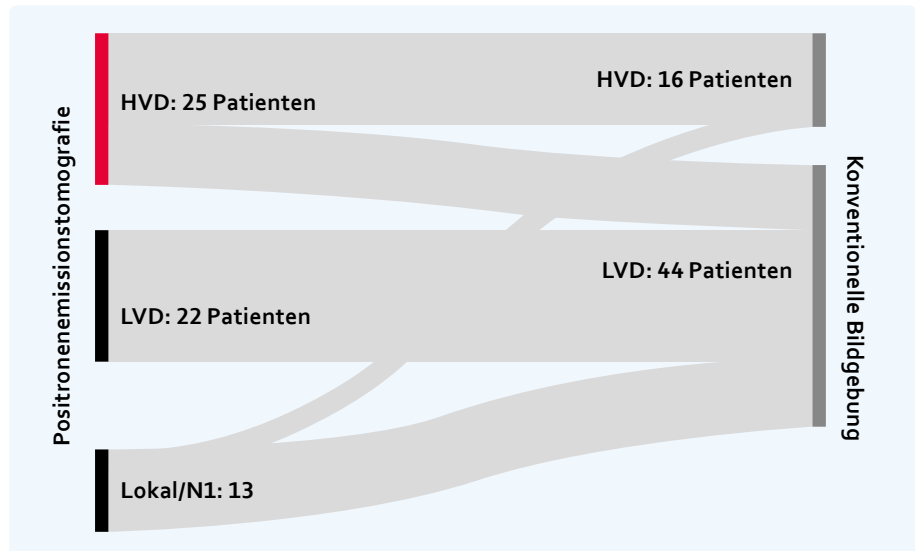 Positronenemissionstomografie
HVD: 25 Patienten
HVD: 16 Patienten
LVD: 22 Patienten
LVD: 44 Patienten
Lokal/N1: 13
Konventionelle Bildgebung